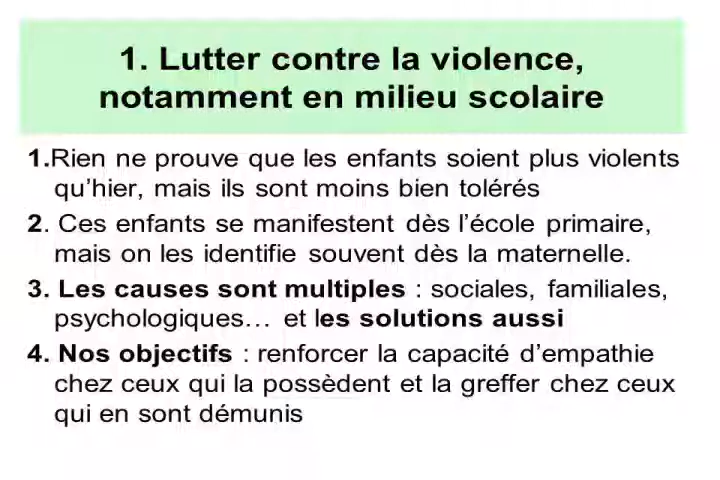 1. Lutter contre la violence,
notamment en milieu scolaire
1.Rien ne prouve que les enfants soient plus violents
qu’hier, mais ils sont moins bien tolérés
2. Ces enfants se manifestent dès l’école primaire,
mais on les identifie souvent dès la maternelle.
3. Les causes sont multiples : sociales, familiales,
psychologiques… et les solutions aussi
4. Nos objectifs : renforcer la capacité d’empathie
chez ceux qui la possèdent et la greffer chez ceux
qui en sont démunis